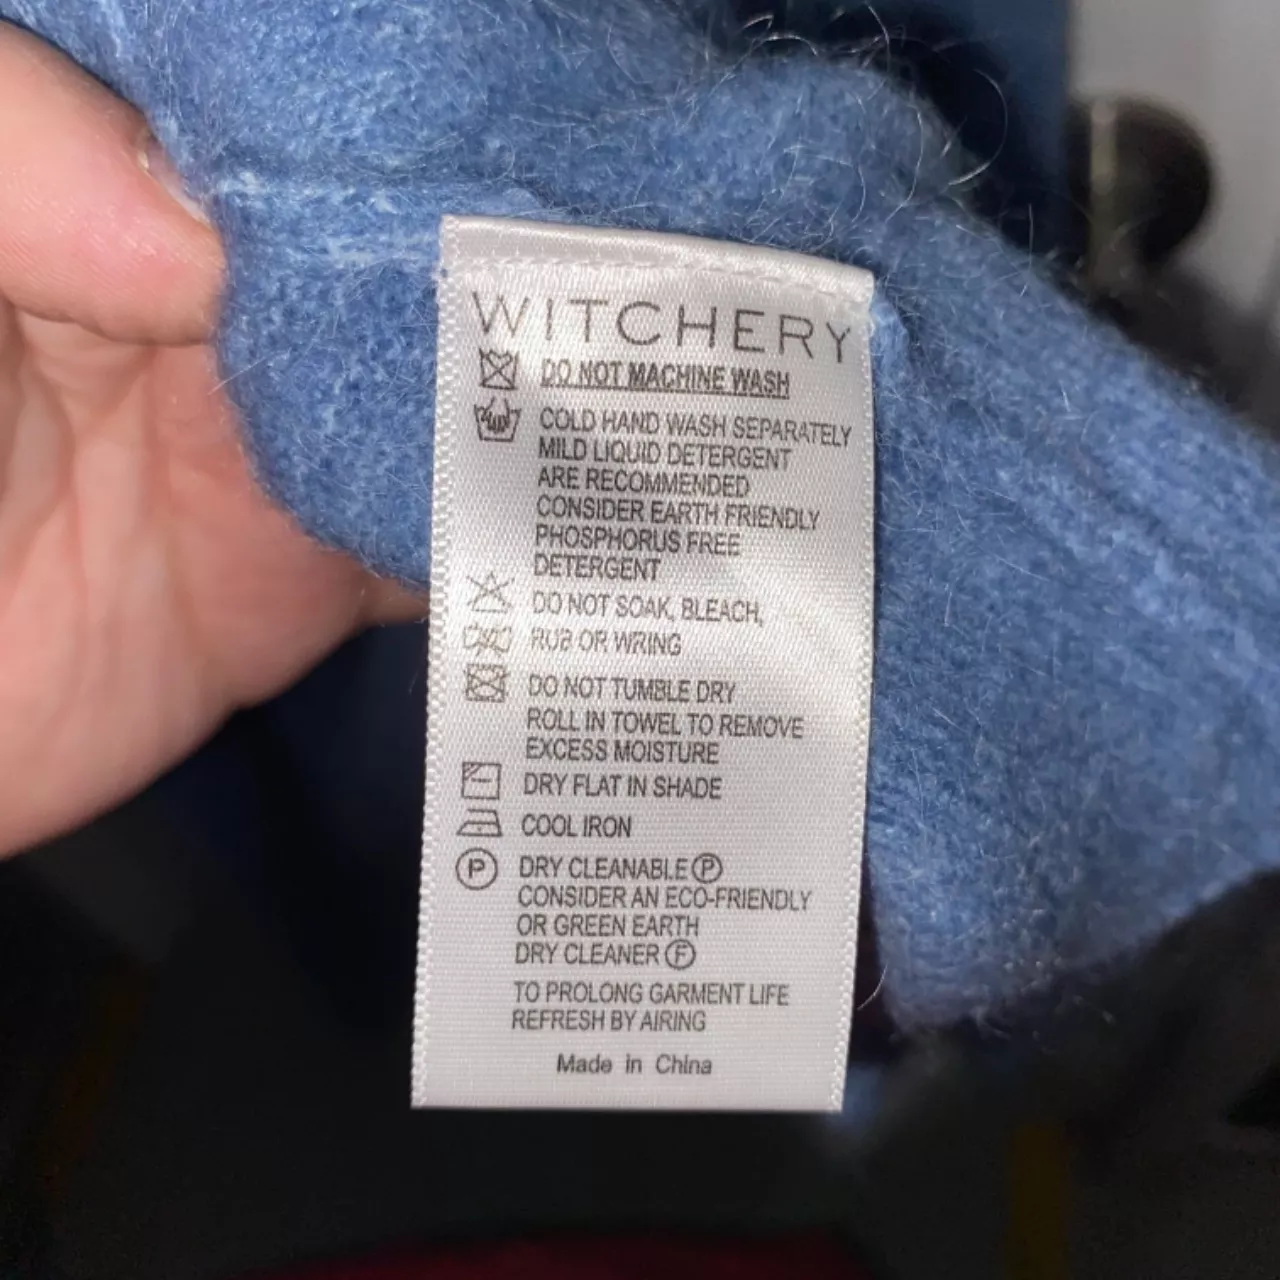 WITCHERY
DO NOT MACHINE WASH
COLD HAND WASH SEPARATELY
MILD LIQUID DETERGENT
ARE RECOMMENDED
CONSIDER EARTH FRIENDLY
PHOSPHORUS FREE
DETERGENT
DO NOT SOAK, BLEACH,
RUB OR WRING
DO NOT TUMBLE DRY
ROLL IN TOWEL TO REMOVE
EXCESS MOISTURE
DRY FLAT IN SHADE
COOL IRON
Ⓟ DRY CLEANABLE Ⓟ
CONSIDER AN ECO-FRIENDLY
OR GREEN EARTH
DRY CLEANER Ⓕ
TO PROLONG GARMENT LIFE
REFRESH BY AIRING
Made in China